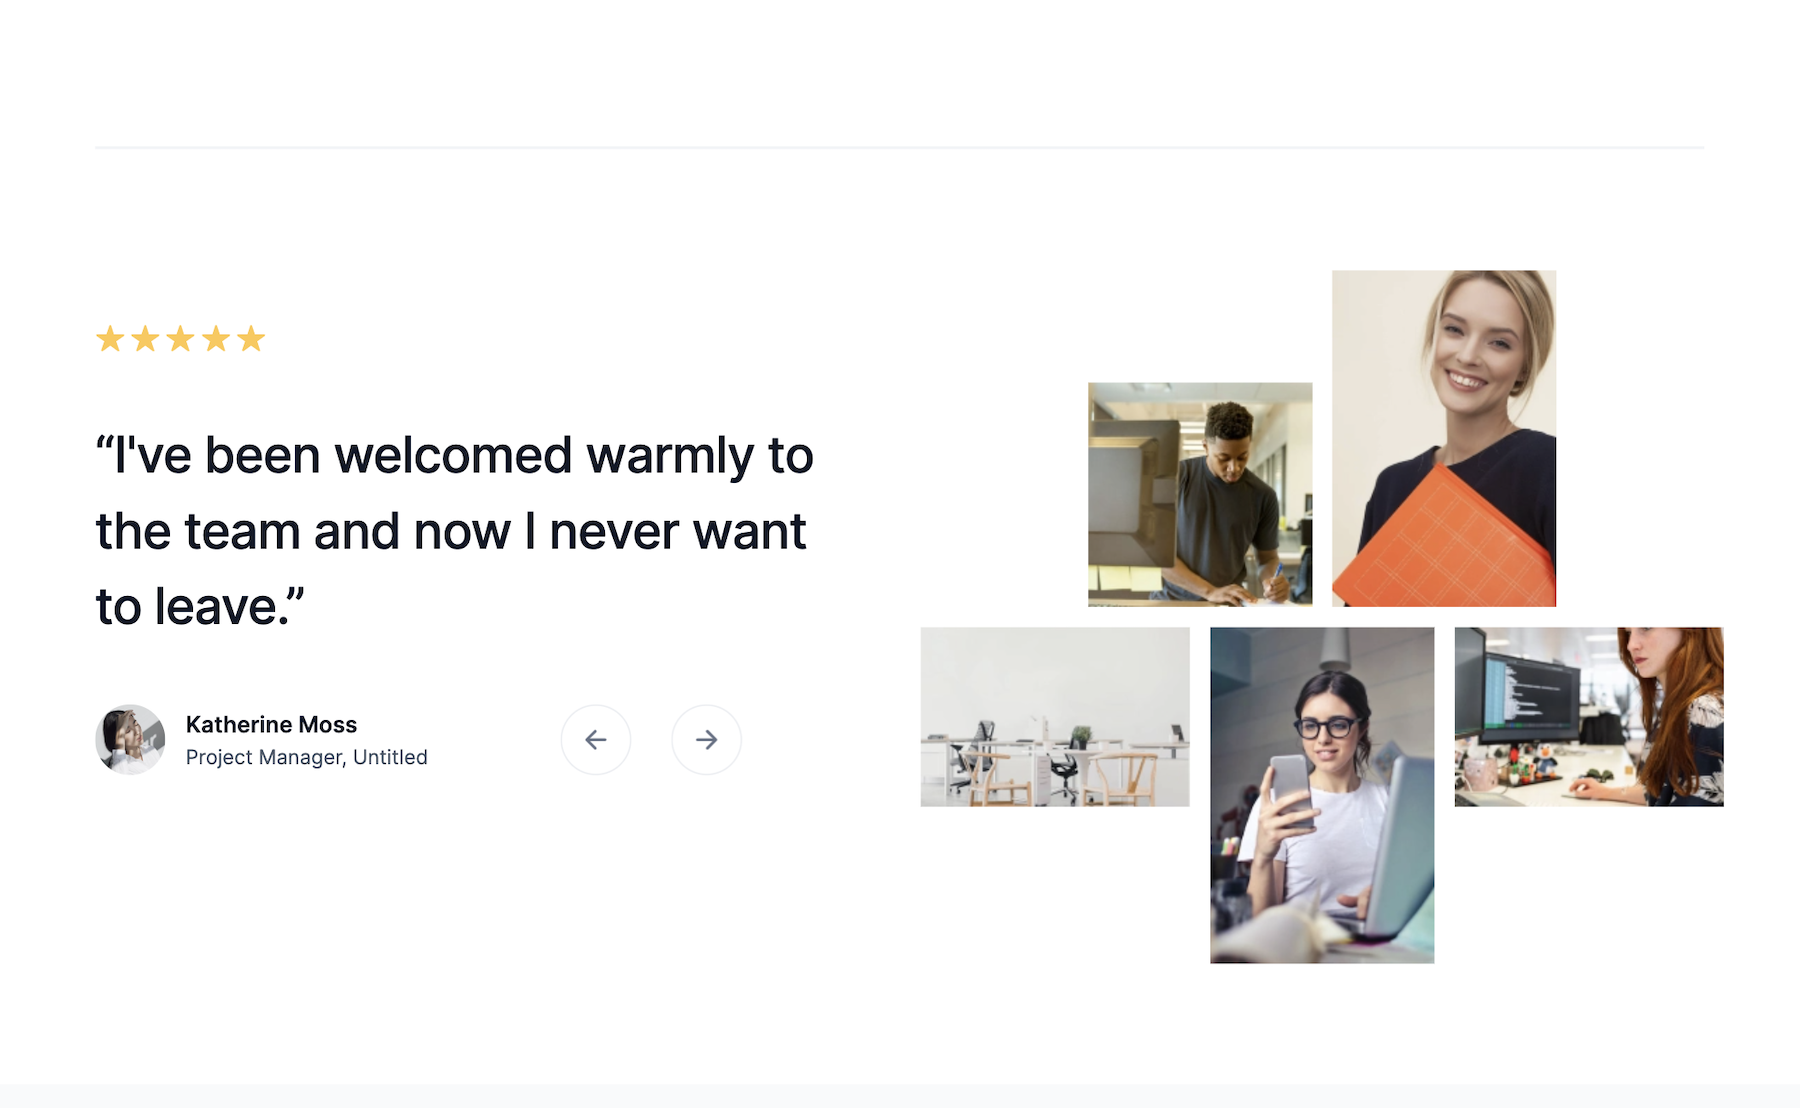 “I've been welcomed warmly to
the team and now I never want
to leave.”
Katherine Moss
Project Manager, Untitled